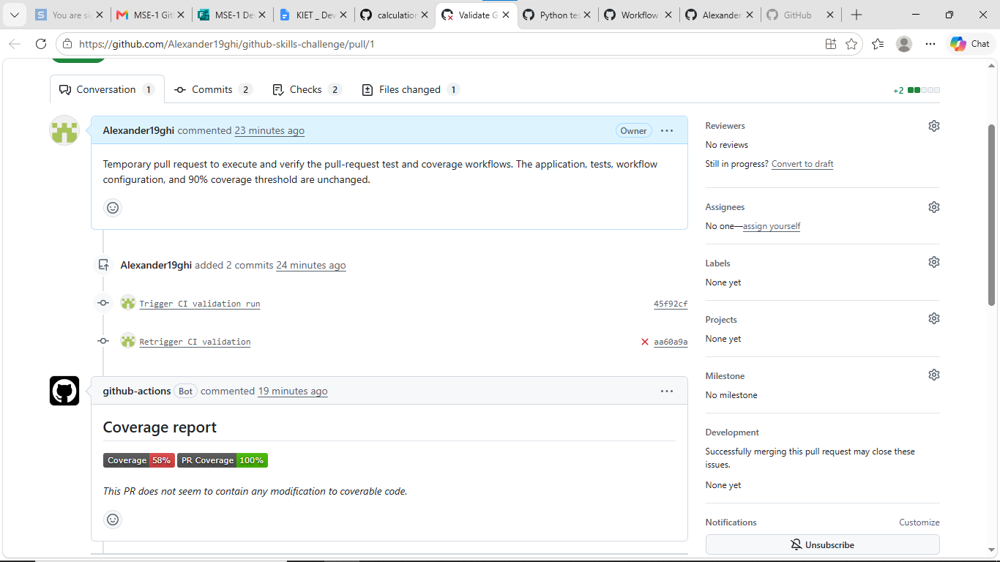 You are sig
MSE-1 Git
MSE-1 De
KIET _ Dev
calculation
Validate G
Python tes
Workflow
Alexander
GitHub
https://github.com/Alexander19ghi/github-skills-challenge/pull/1
Chat
Conversation 1
Commits 2
Checks 2
Files changed 1
+2
Alexander19ghi commented 23 minutes ago
Owner
Temporary pull request to execute and verify the pull-request test and coverage workflows. The application, tests, workflow
configuration, and 90% coverage threshold are unchanged.
Alexander19ghi added 2 commits 24 minutes ago
Trigger CI validation run
45f92cf
Retrigger CI validation
aa60a9a
github-actions Bot commented 19 minutes ago
Coverage report
Coverage 58% PR Coverage 100%
This PR does not seem to contain any modification to coverable code.
Reviewers
No reviews
Still in progress? Convert to draft
Assignees
No one—assign yourself
Labels
None yet
Projects
None yet
Milestone
No milestone
Development
Successfully merging this pull request may close these
issues.
None yet
Notifications
Customize
Unsubscribe